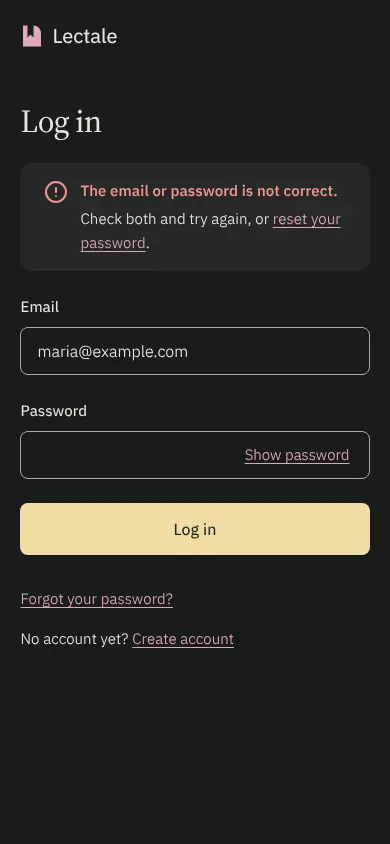 Lectale
Log in
The email or password is not correct.
Check both and try again, or reset your
password.
Email
maria@example.com
Password
Show password
Log in
Forgot your password?
No account yet? Create account